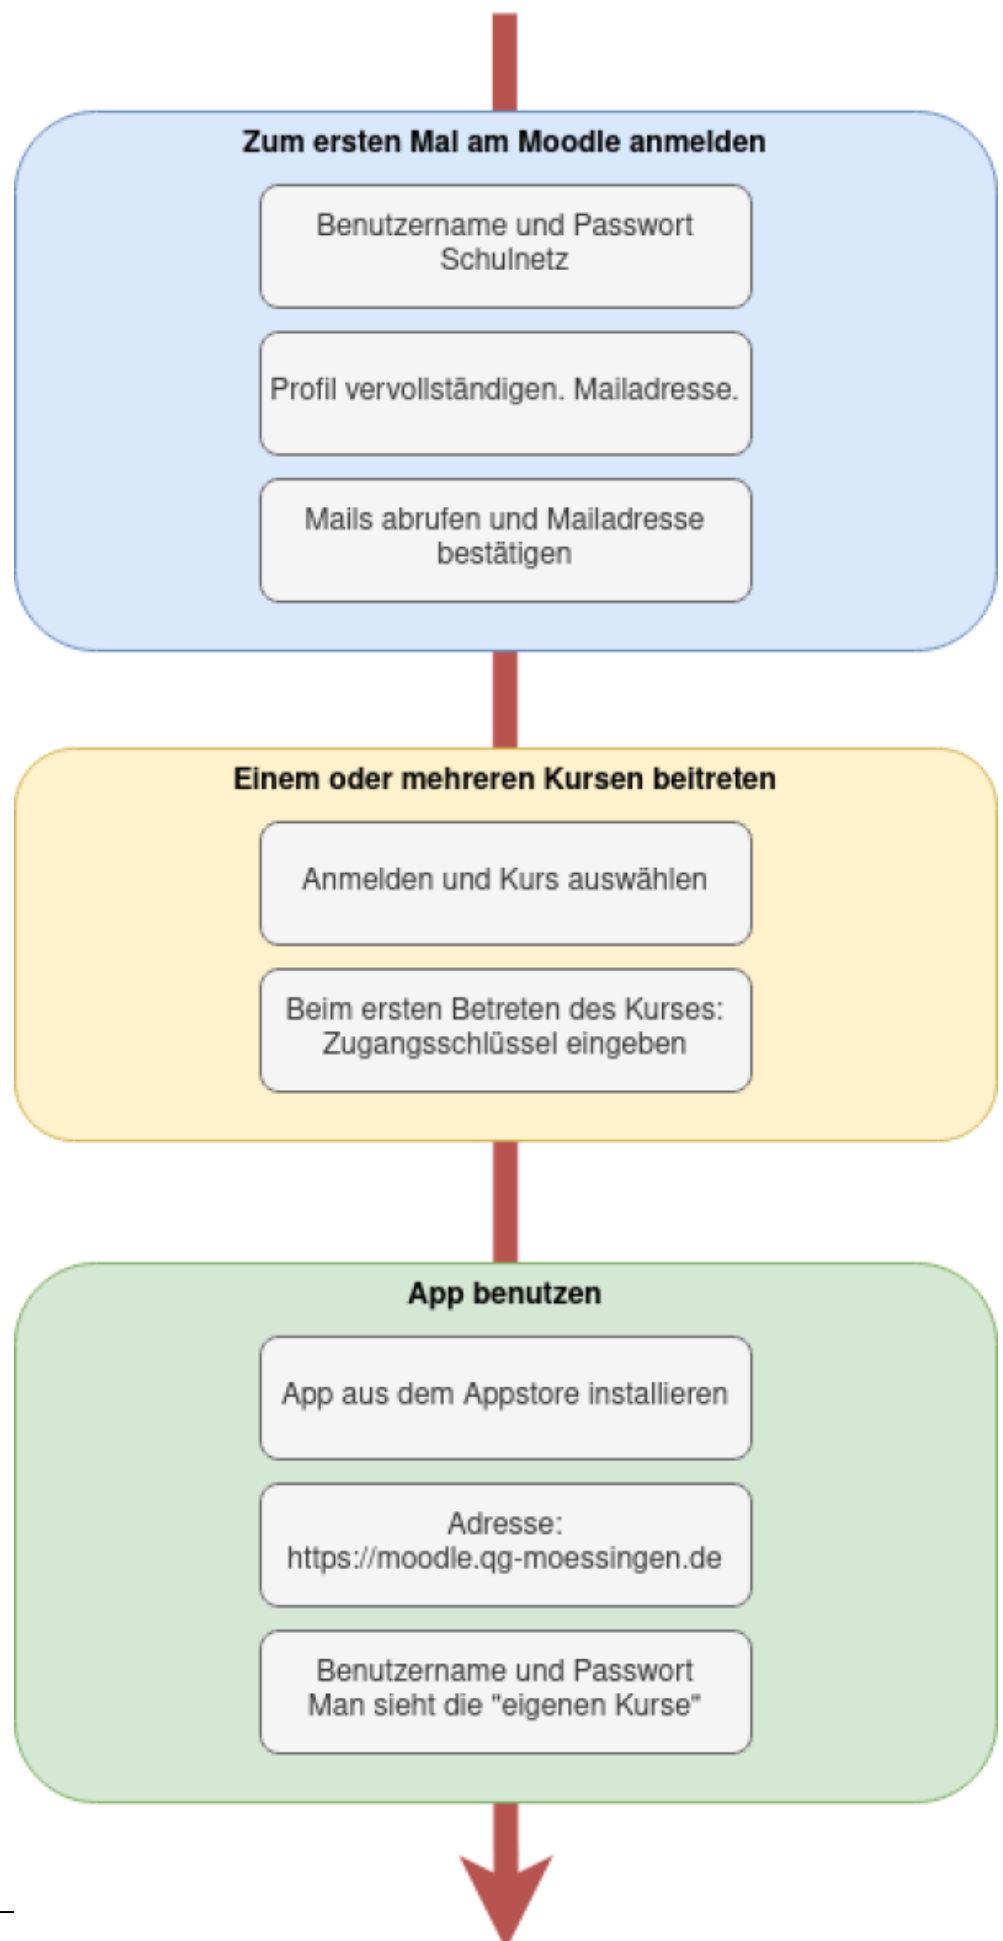 Zum ersten Mal am Moodle anmelden
Benutzername und Passwort
Schulnetz
Profil vervollständigen. Mailadresse.
Mails abrufen und Mailadresse
bestätigen
Einem oder mehreren Kursen beitreten
Anmelden und Kurs auswählen
Beim ersten Betreten des Kurses:
Zugangsschlüssel eingeben
App benutzen
App aus dem Appstore installieren
Adresse:
https://moodle.qg-moessingen.de
Benutzername und Passwort
Man sieht die "eigenen Kurse"